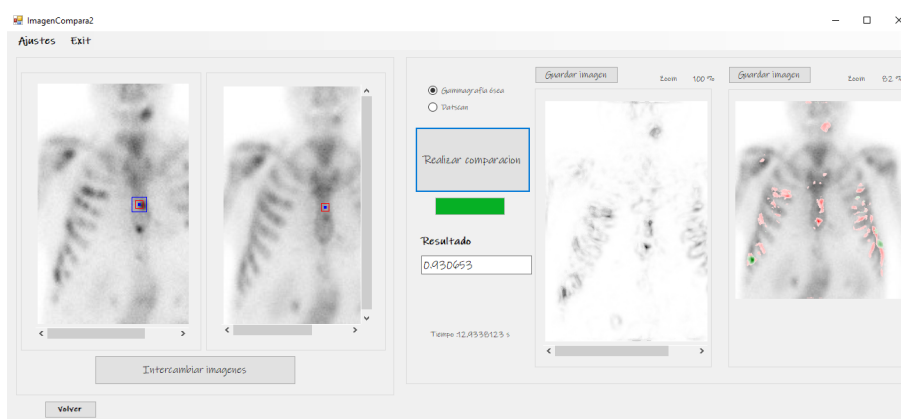 ImagenCompara2
Ajustes Exit
Guardar imagen Zoom 100 % Guardar imagen Zoom 82 %
Gammagrafía ósea
Datscan
Realizar comparacion
Resultado
0.930653
Tiempo :12,9338123 s
Intercambiar imagenes
Volver